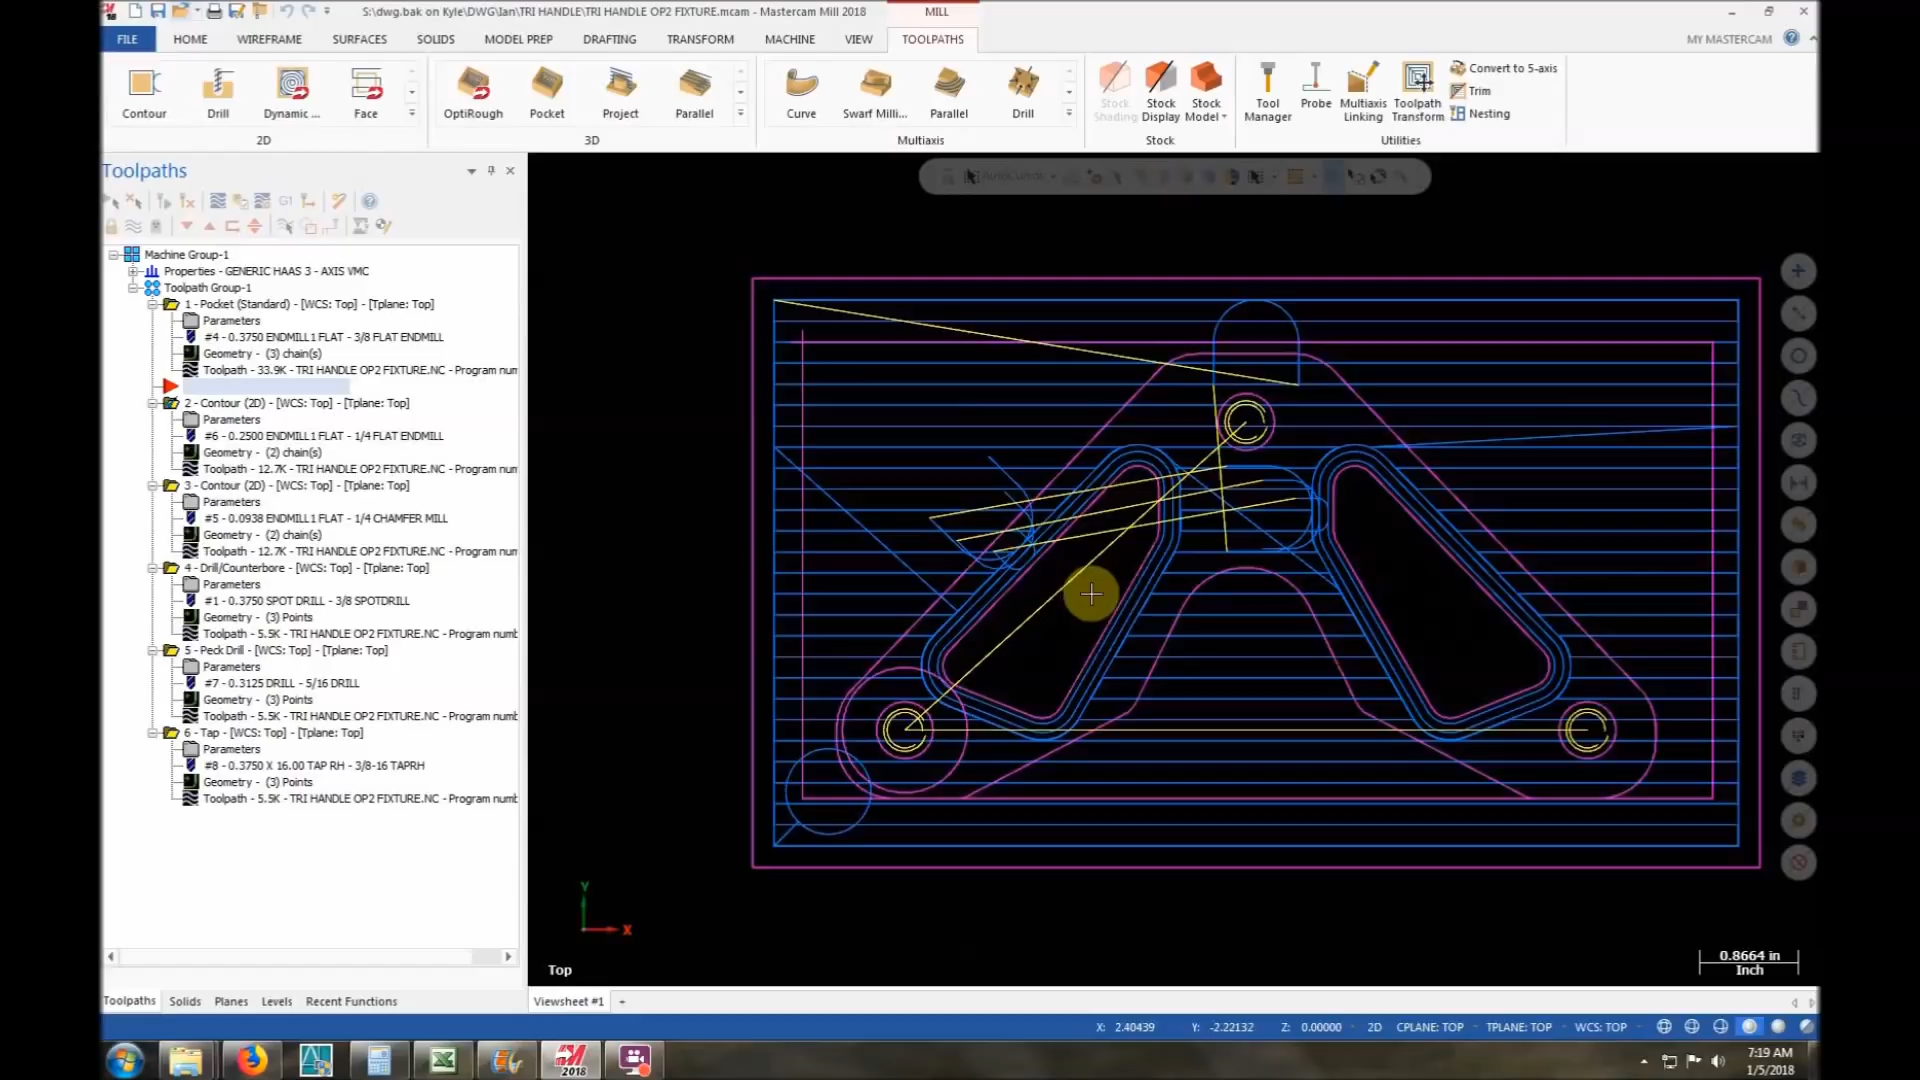 S:\dwg.bak on Kyle\DWG\Ian\TRI HANDLE\TRI HANDLE OP2 FIXTURE.mcam - Mastercam Mill 2018
MILL
FILE HOME WIREFRAME SURFACES SOLIDS MODEL PREP DRAFTING TRANSFORM MACHINE VIEW TOOLPATHS
MY MASTERCAM
Contour Drill Dynamic ... Face
2D
OptiRough Pocket Project Parallel
3D
Curve Swarf Milli... Parallel Drill
Multiaxis
Stock Shading
Stock Display
Stock Model
Stock
Tool Manager
Probe
Multiaxis Linking
Toolpath Transform
Convert to 5-axis
Trim
Nesting
Utilities
Toolpaths
G1
Machine Group-1
Properties - GENERIC HAAS 3 - AXIS VMC
Toolpath Group-1
1 - Pocket (Standard) - [WCS: Top] - [Tplane: Top]
Parameters
#4 - 0.3750 ENDMILL1 FLAT - 3/8 FLAT ENDMILL
Geometry - (3) chain(s)
Toolpath - 33.9K - TRI HANDLE OP2 FIXTURE.NC - Program num
2 - Contour (2D) - [WCS: Top] - [Tplane: Top]
Parameters
#6 - 0.2500 ENDMILL1 FLAT - 1/4 FLAT ENDMILL
Geometry - (2) chain(s)
Toolpath - 12.7K - TRI HANDLE OP2 FIXTURE.NC - Program num
3 - Contour (2D) - [WCS: Top] - [Tplane: Top]
Parameters
#5 - 0.0938 ENDMILL1 FLAT - 1/4 CHAMFER MILL
Geometry - (2) chain(s)
Toolpath - 12.7K - TRI HANDLE OP2 FIXTURE.NC - Program num
4 - Drill/Counterbore - [WCS: Top] - [Tplane: Top]
Parameters
#1 - 0.3750 SPOT DRILL - 3/8 SPOTDRILL
Geometry - (3) Points
Toolpath - 5.5K - TRI HANDLE OP2 FIXTURE.NC - Program numb
5 - Peck Drill - [WCS: Top] - [Tplane: Top]
Parameters
#7 - 0.3125 DRILL - 5/16 DRILL
Geometry - (3) Points
Toolpath - 5.5K - TRI HANDLE OP2 FIXTURE.NC - Program numb
6 - Tap - [WCS: Top] - [Tplane: Top]
Parameters
#8 - 0.3750 X 16.00 TAP RH - 3/8-16 TAPRH
Geometry - (3) Points
Toolpath - 5.5K - TRI HANDLE OP2 FIXTURE.NC - Program numb
AutoCursor
Y
X
Top
0.8664 in
Inch
Toolpaths Solids Planes Levels Recent Functions
Viewsheet #1 +
X: 2.40439 Y: -2.22132 Z: 0.00000 2D CPLANE: TOP TPLANE: TOP WCS: TOP
2018
7:19 AM
1/5/2018